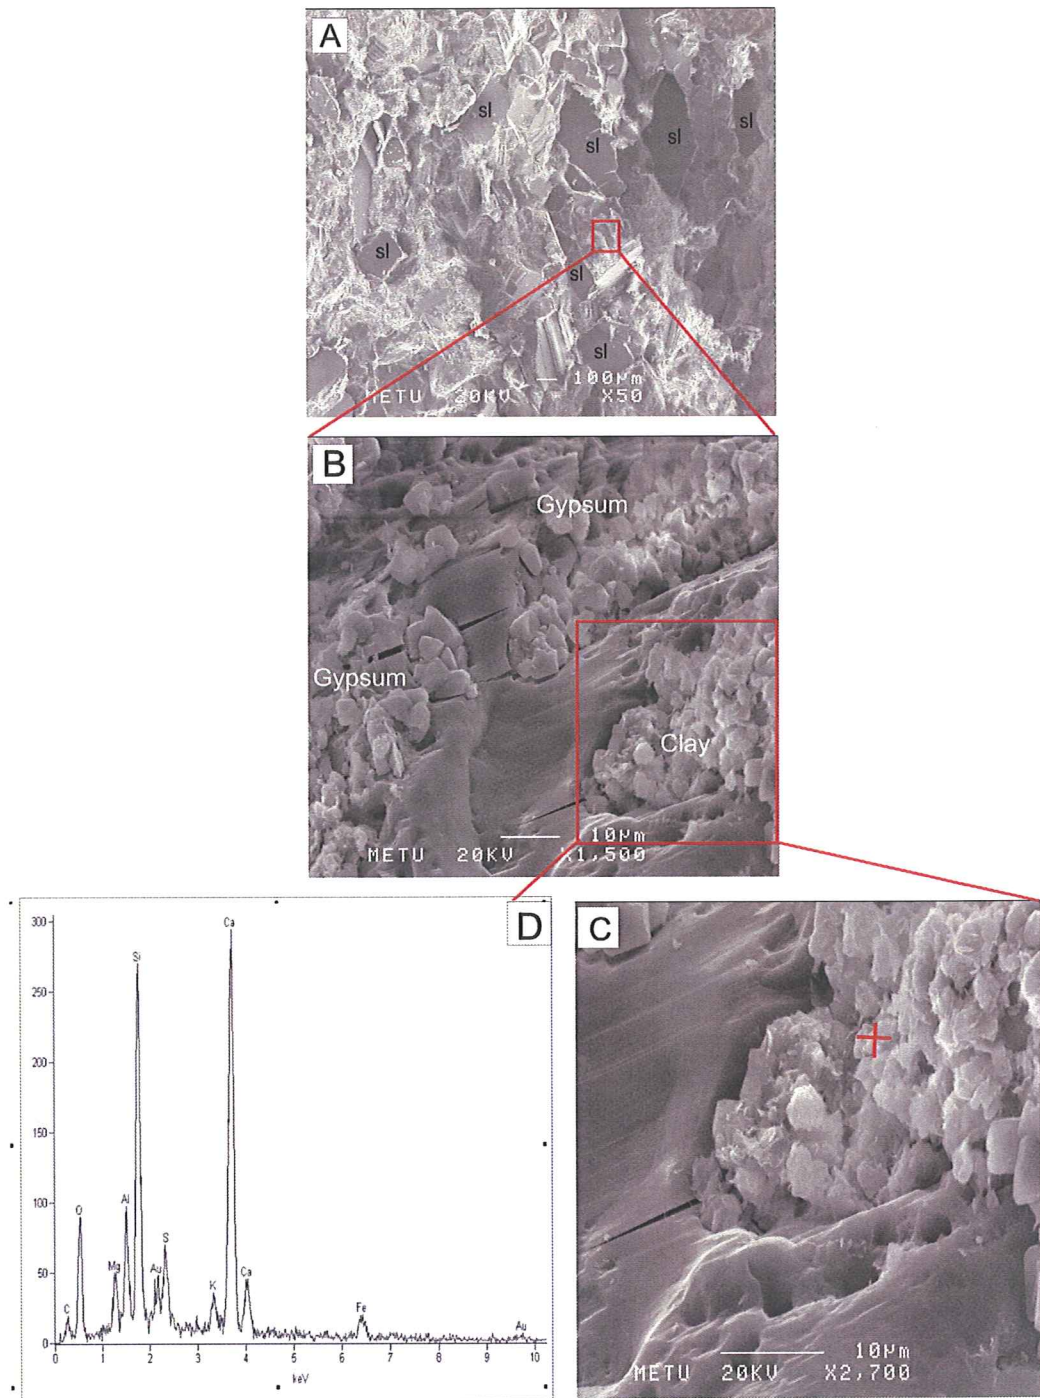 A
sl
sl
sl
sl
sl
sl
sl
100µm
METU 20KV X50
B
Gypsum
Gypsum
Clay
10µm
METU 20KV X1,500
D
300
250
200
150
100
50
0
Ca
Si
Al
O
S
Mg
Au
K
Ca
C
Fe
Au
0 1 2 3 4 5 6 7 8 9 10
keV
C
10µm
METU 20KV X2,700